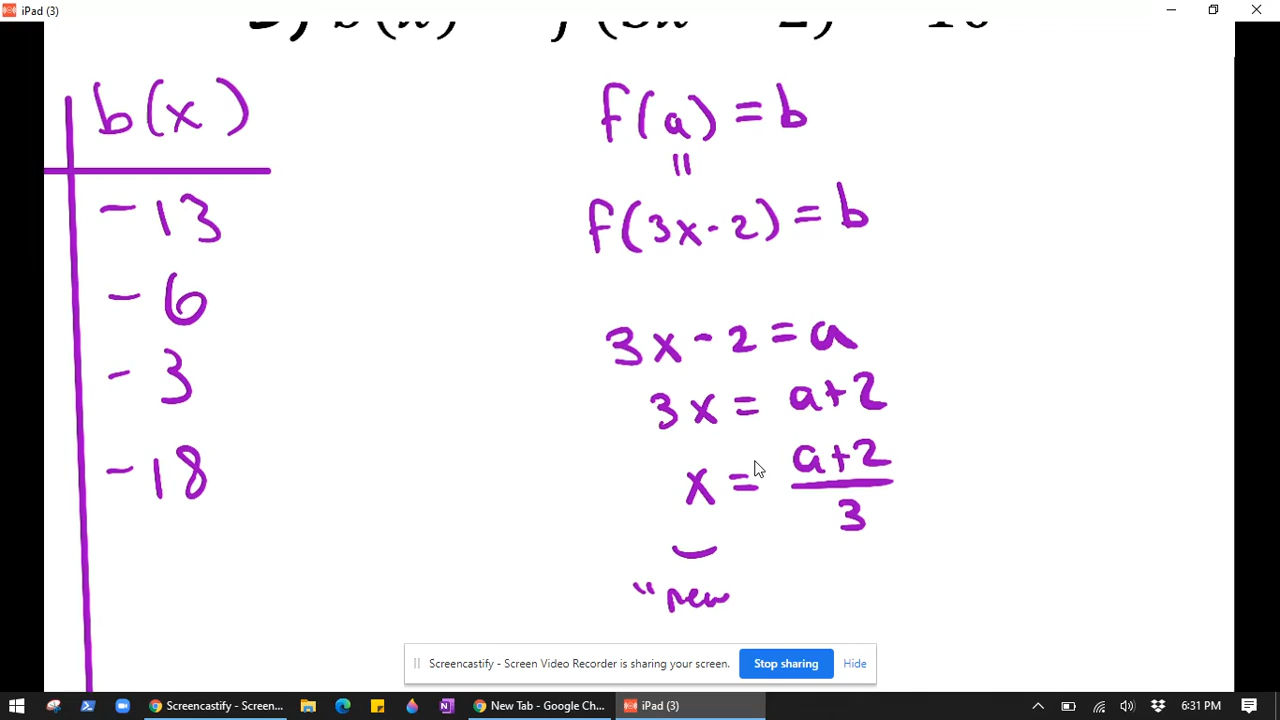 iPad (3)
b(x)
-13
-6
-3
-18
f(a) = b
||
f(3x-2) = b
3x-2 = a
3x = a+2
x = a+2
3
"new
Screencastify - Screen Video Recorder is sharing your screen.
Stop sharing
Hide
Screencastify - Screen...
New Tab - Google Ch...
iPad (3)
6:31 PM